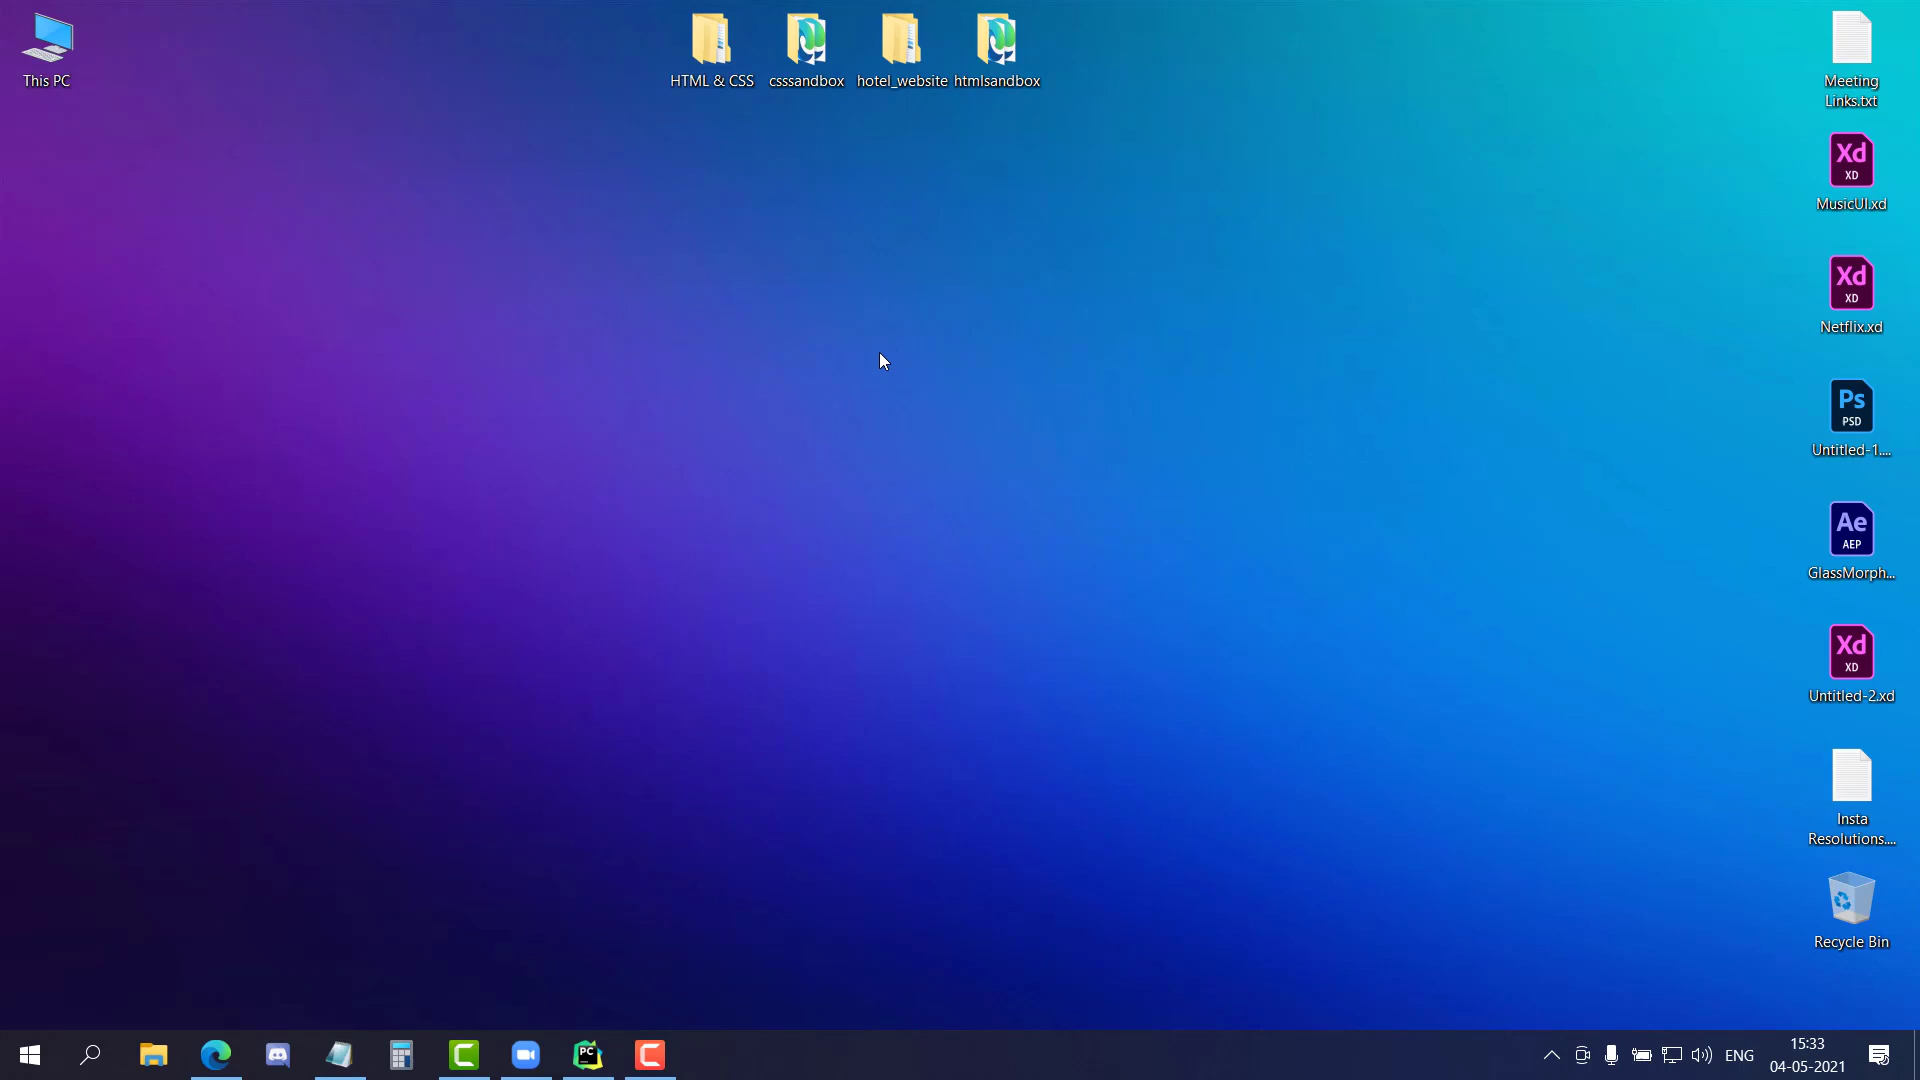 This PC
HTML & CSS
csssandbox
hotel_website
htmlsandbox
Meeting
Links.txt
Xd
XD
MusicUI.xd
Xd
XD
Netflix.xd
Ps
PSD
Untitled-1....
Ae
AEP
GlassMorph...
Xd
XD
Untitled-2.xd
Insta
Resolutions....
Recycle Bin
PC
ENG
15:33
04-05-2021